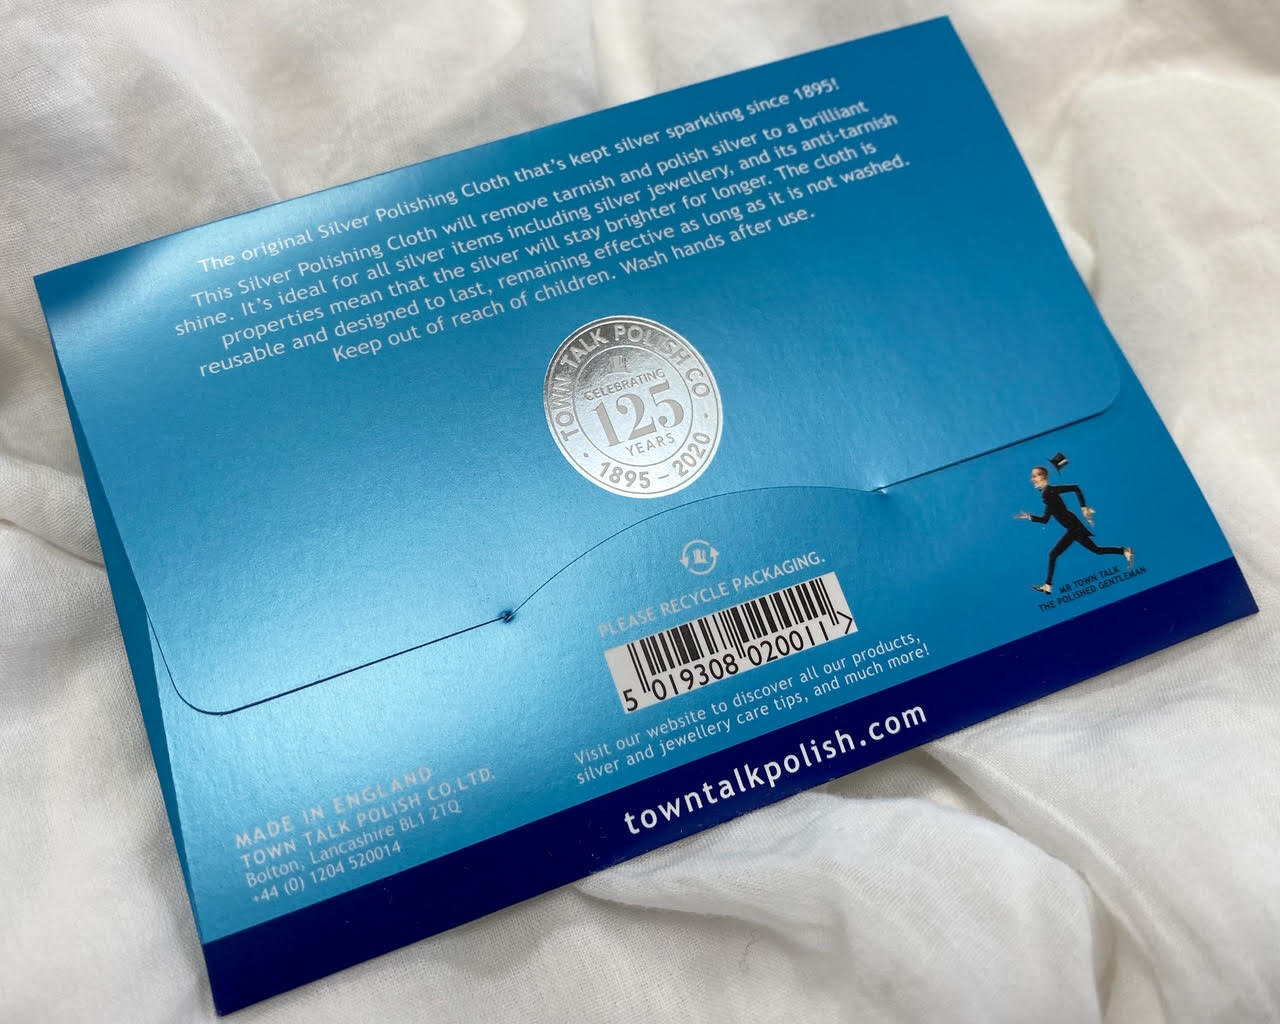 The original Silver Polishing Cloth that's kept silver sparkling since 1895!
This Silver Polishing Cloth will remove tarnish and polish silver to a brilliant
shine. It's ideal for all silver items including silver jewellery, and its anti-tarnish
properties mean that the silver will stay brighter for longer. The cloth is
reusable and designed to last, remaining effective as long as it is not washed.
Keep out of reach of children. Wash hands after use.
TOWN TALK POLISH CO
CELEBRATING
125
YEARS
· 1895 – 2020 ·
MR TOWN TALK
THE POLISHED GENTLEMAN
PLEASE RECYCLE PACKAGING.
5 019308 020011 >
Visit our website to discover all our products,
silver and jewellery care tips, and much more!
MADE IN ENGLAND
TOWN TALK POLISH CO.LTD.
Bolton, Lancashire BL1 2TQ
+44 (0) 1204 520014
towntalkpolish.com